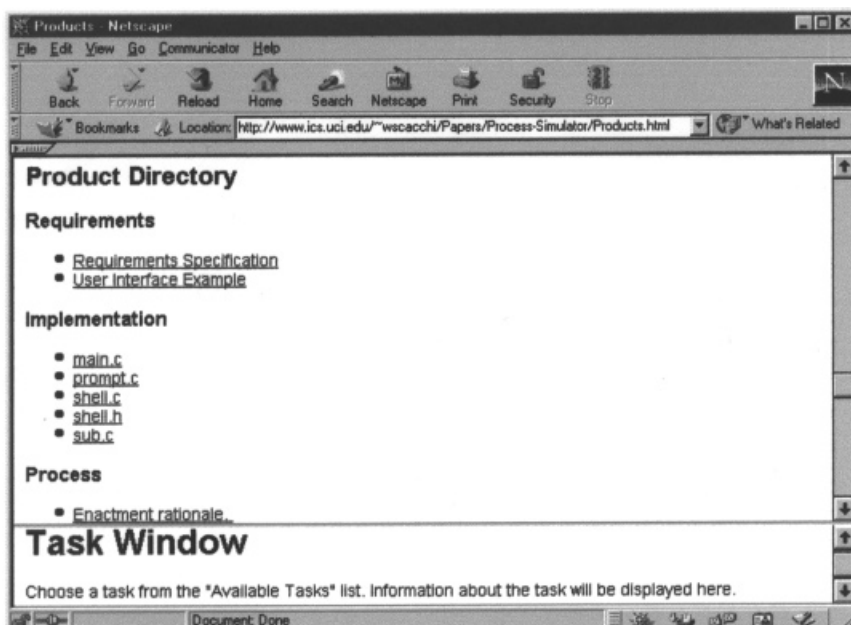 Products - Netscape
File Edit View Go Communicator Help
Back Forward Reload Home Search Netscape Print Security Stop
Bookmarks Location: http://www.ics.uci.edu/~wscacchi/Papers/Process-Simulator/Products.html What's Related
Product Directory
Requirements
Requirements Specification
User Interface Example
Implementation
main.c
prompt.c
shell.c
shell.h
sub.c
Process
Enactment rationale.
Task Window
Choose a task from the "Available Tasks" list. Information about the task will be displayed here.
Document: Done